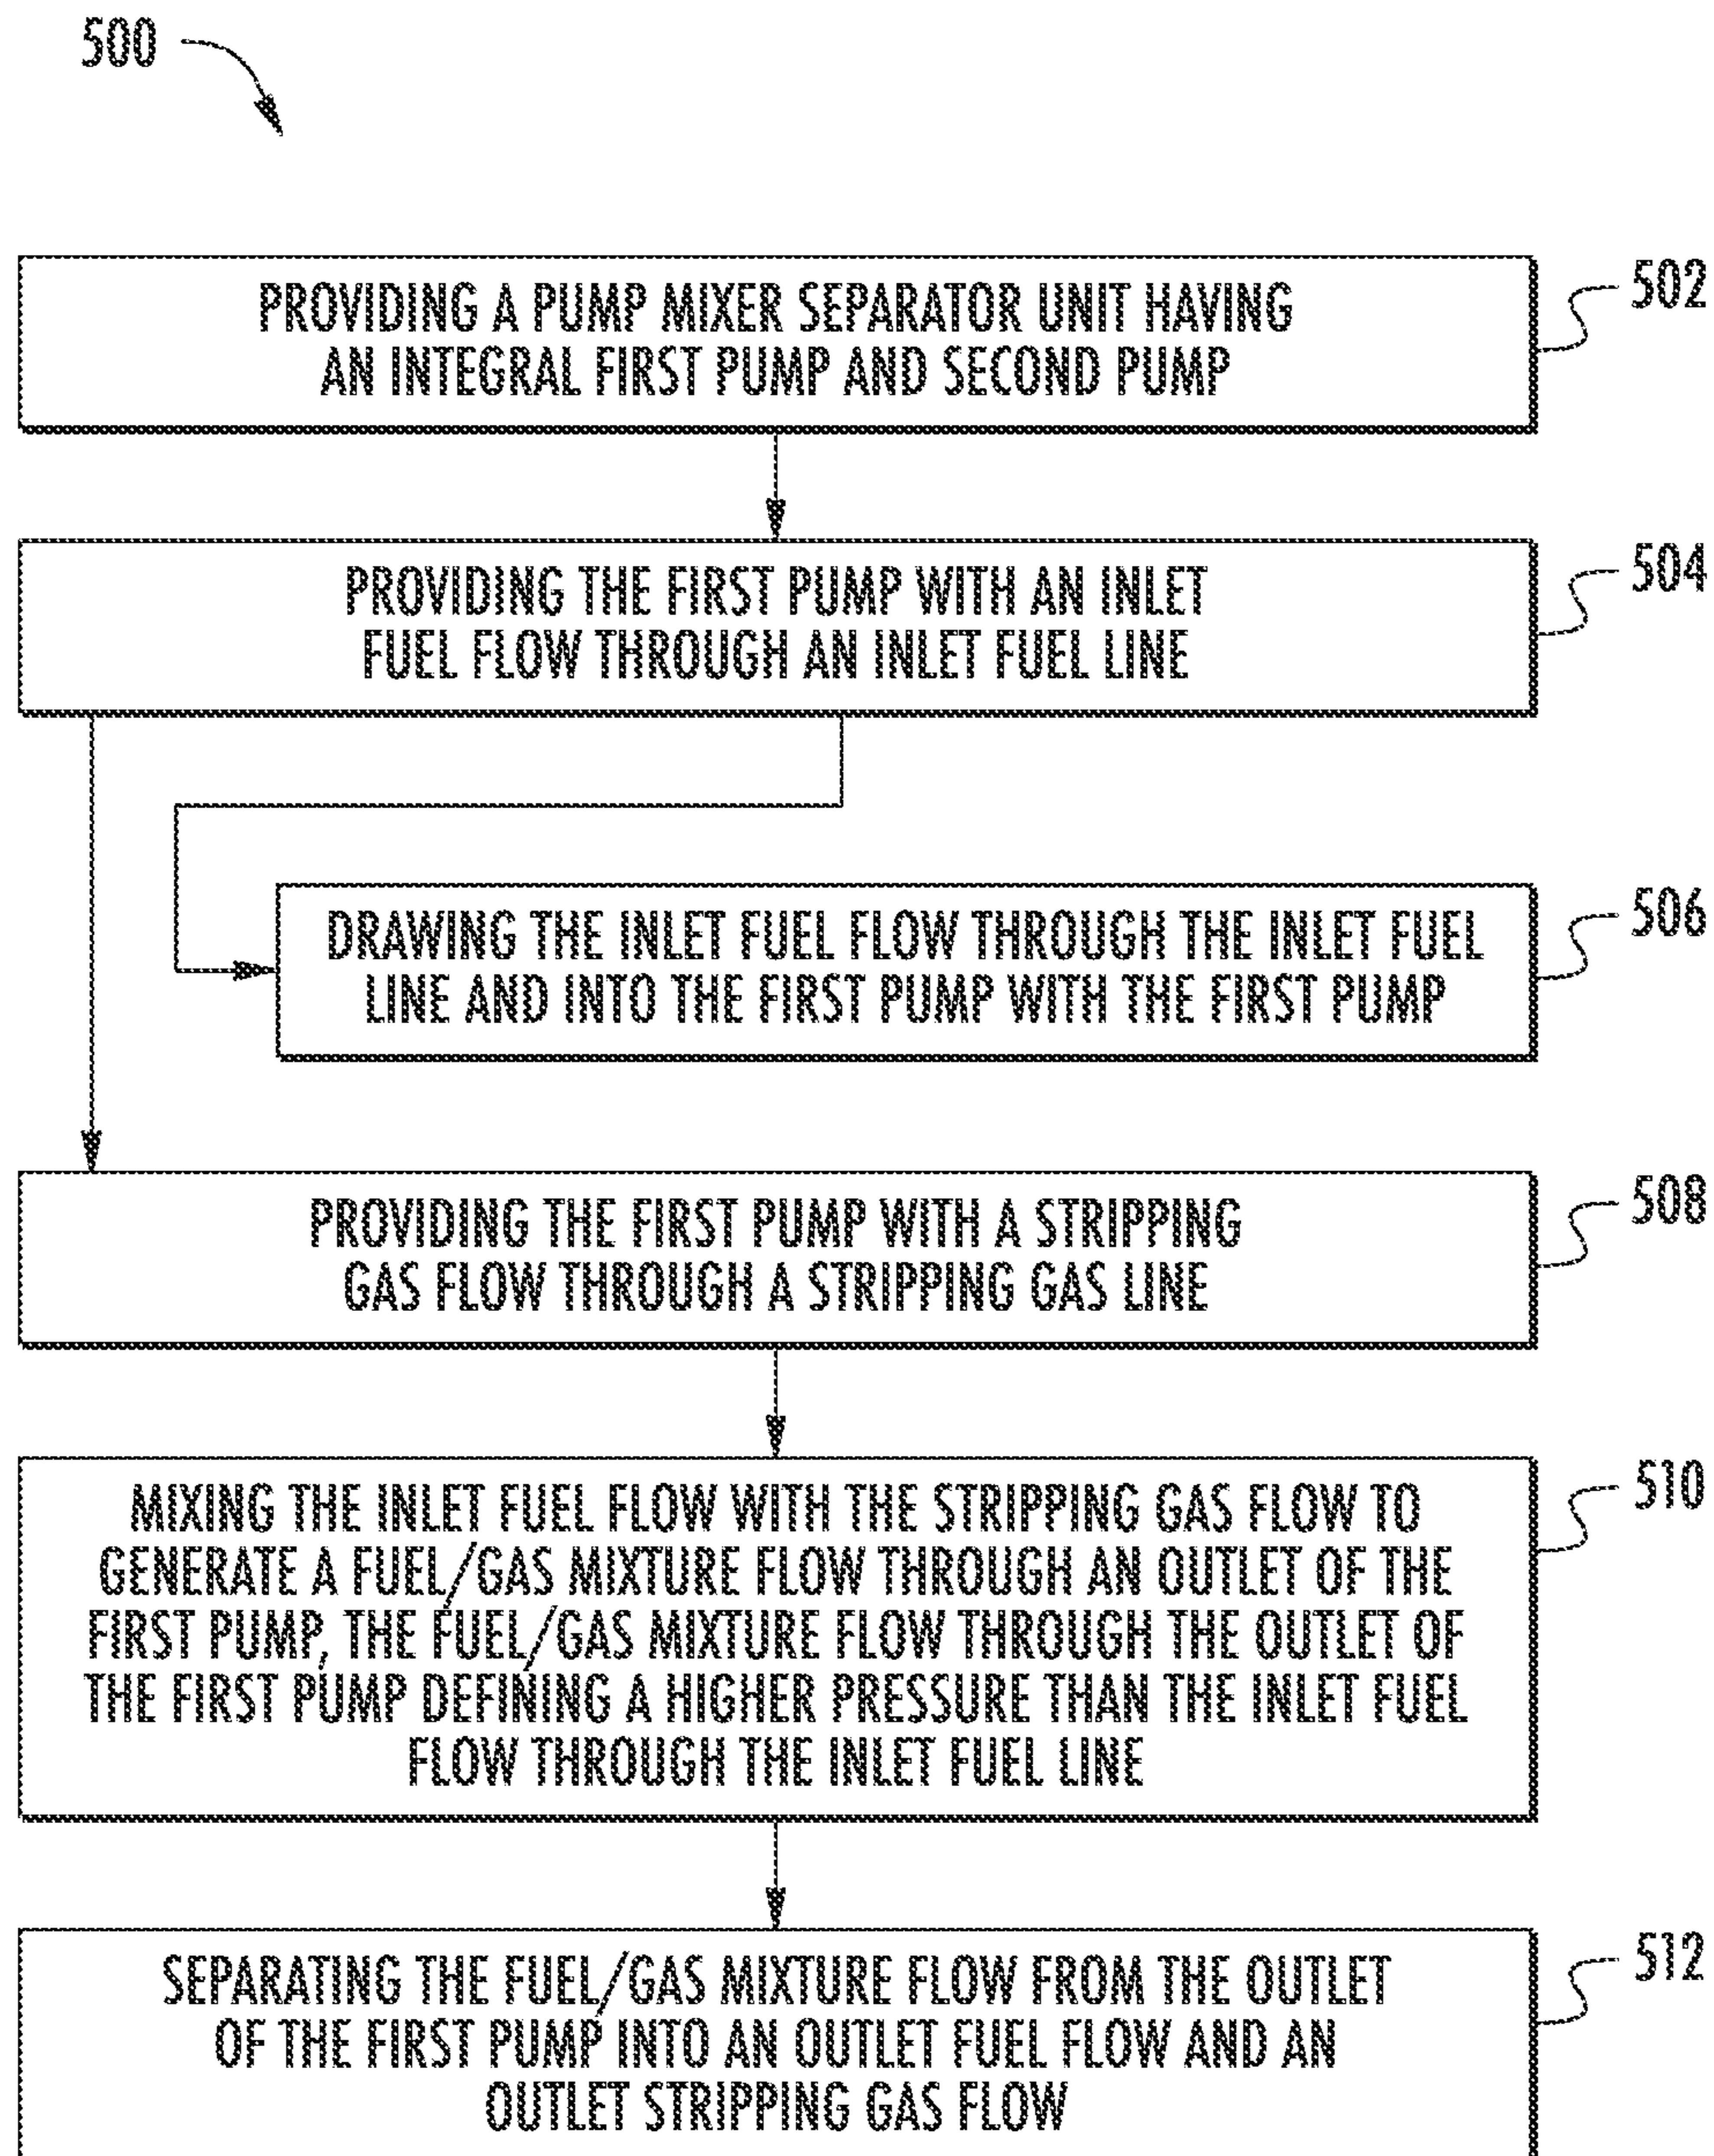 500
PROVIDING A PUMP MIXER SEPARATOR UNIT HAVING
AN INTEGRAL FIRST PUMP AND SECOND PUMP
502
PROVIDING THE FIRST PUMP WITH AN INLET
FUEL FLOW THROUGH AN INLET FUEL LINE
504
DRAWING THE INLET FUEL FLOW THROUGH THE INLET FUEL
LINE AND INTO THE FIRST PUMP WITH THE FIRST PUMP
506
PROVIDING THE FIRST PUMP WITH A STRIPPING
GAS FLOW THROUGH A STRIPPING GAS LINE
508
MIXING THE INLET FUEL FLOW WITH THE STRIPPING GAS FLOW TO
GENERATE A FUEL/GAS MIXTURE FLOW THROUGH AN OUTLET OF THE
FIRST PUMP, THE FUEL/GAS MIXTURE FLOW THROUGH THE OUTLET OF
THE FIRST PUMP DEFINING A HIGHER PRESSURE THAN THE INLET FUEL
FLOW THROUGH THE INLET FUEL LINE
510
SEPARATING THE FUEL/GAS MIXTURE FLOW FROM THE OUTLET
OF THE FIRST PUMP INTO AN OUTLET FUEL FLOW AND AN
OUTLET STRIPPING GAS FLOW
512